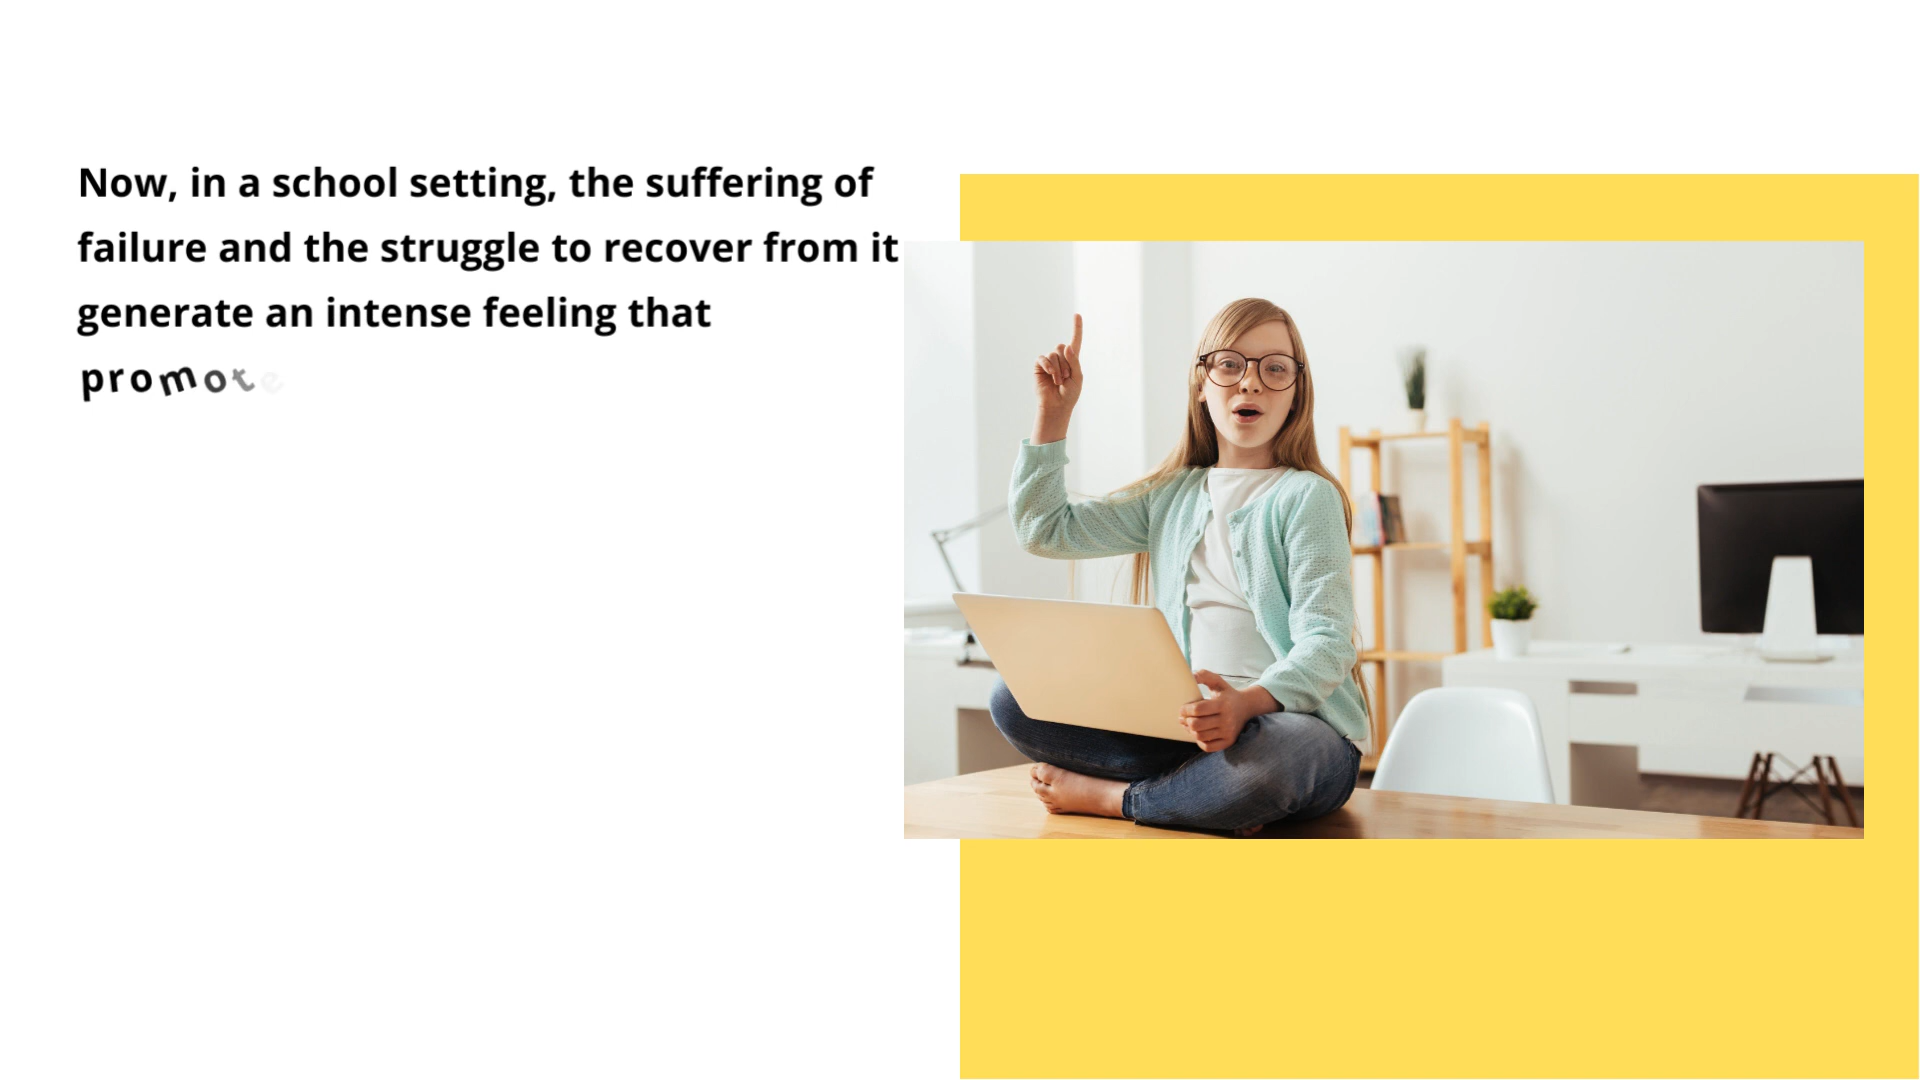 Now, in a school setting, the suffering of
failure and the struggle to recover from it
generate an intense feeling that
promote